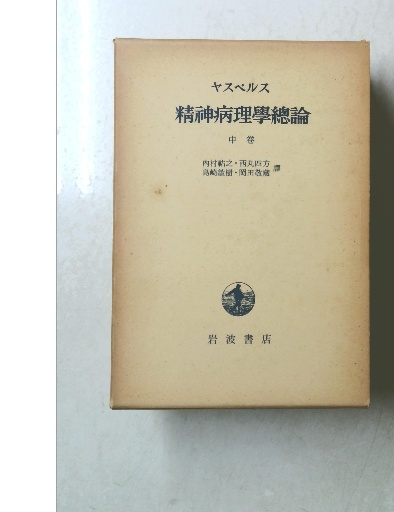 ヤスペルス
精神病理學總論
中卷
内村祐之・西丸四方
島崎敏樹・岡田敬藏 譯
岩波書店